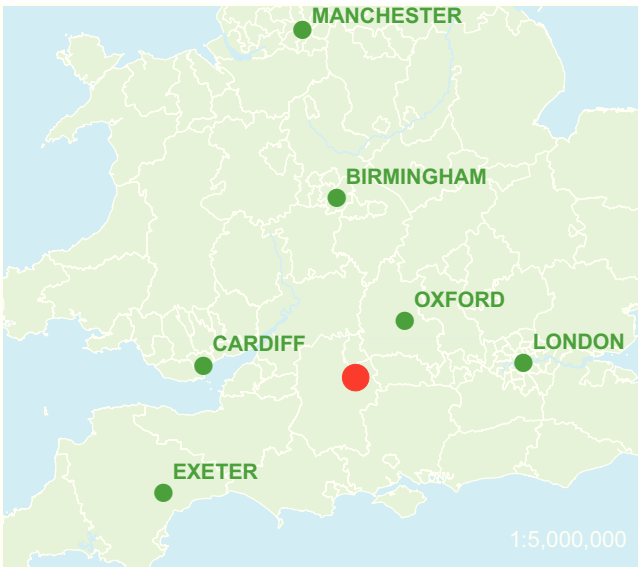 MANCHESTER
BIRMINGHAM
OXFORD
CARDIFF
LONDON
EXETER
1:5,000,000